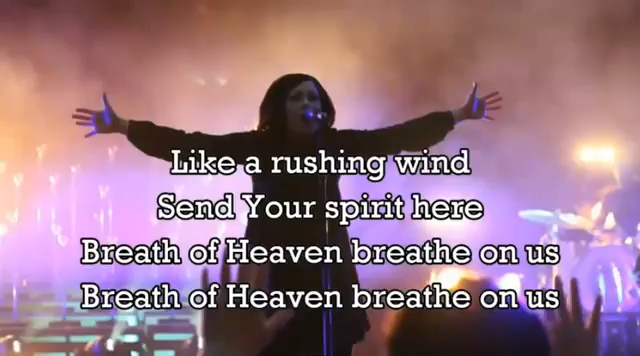 Like a rushing wind
Send Your spirit here
Breath of Heaven breathe on us
Breath of Heaven breathe on us